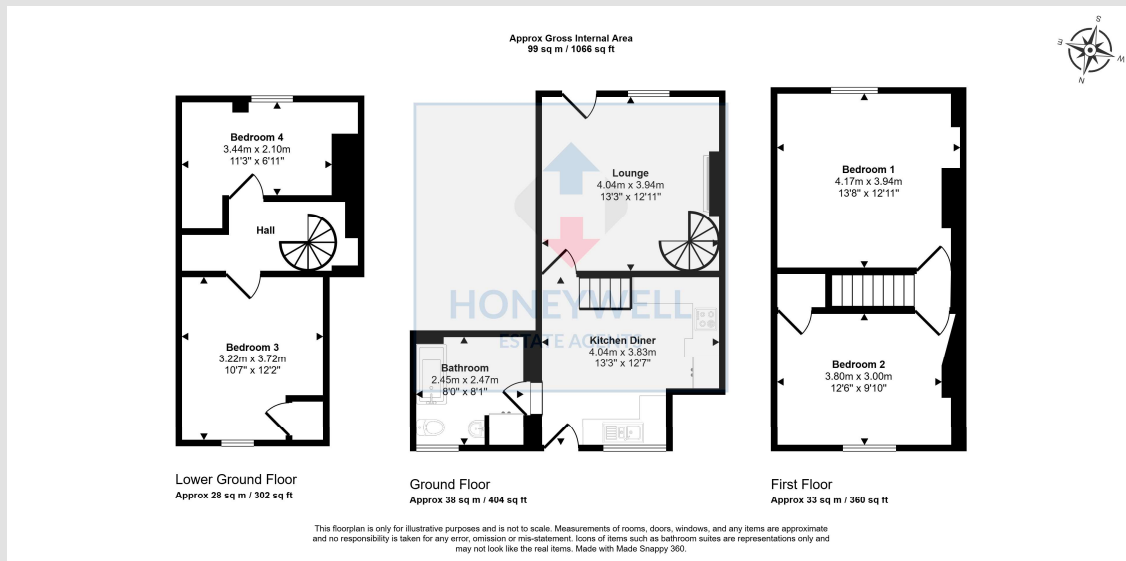 Approx Gross Internal Area
99 sq m / 1066 sq ft
S
E
W
N
Bedroom 4
3.44m x 2.10m
11'3" x 6'11"
Hall
Bedroom 3
3.22m x 3.72m
10'7" x 12'2"
Lower Ground Floor
Approx 28 sq m / 302 sq ft
Lounge
4.04m x 3.94m
13'3" x 12'11"
HONEYWELL
ESTATE AGENTS
Kitchen Diner
4.04m x 3.83m
13'3" x 12'7"
Bathroom
2.45m x 2.47m
8'0" x 8'1"
Ground Floor
Approx 38 sq m / 404 sq ft
Bedroom 1
4.17m x 3.94m
13'8" x 12'11"
Bedroom 2
3.80m x 3.00m
12'6" x 9'10"
First Floor
Approx 33 sq m / 360 sq ft
This floorplan is only for illustrative purposes and is not to scale. Measurements of rooms, doors, windows, and any items are approximate
and no responsibility is taken for any error, omission or mis-statement. Icons of items such as bathroom suites are representations only and
may not look like the real items. Made with Made Snappy 360.